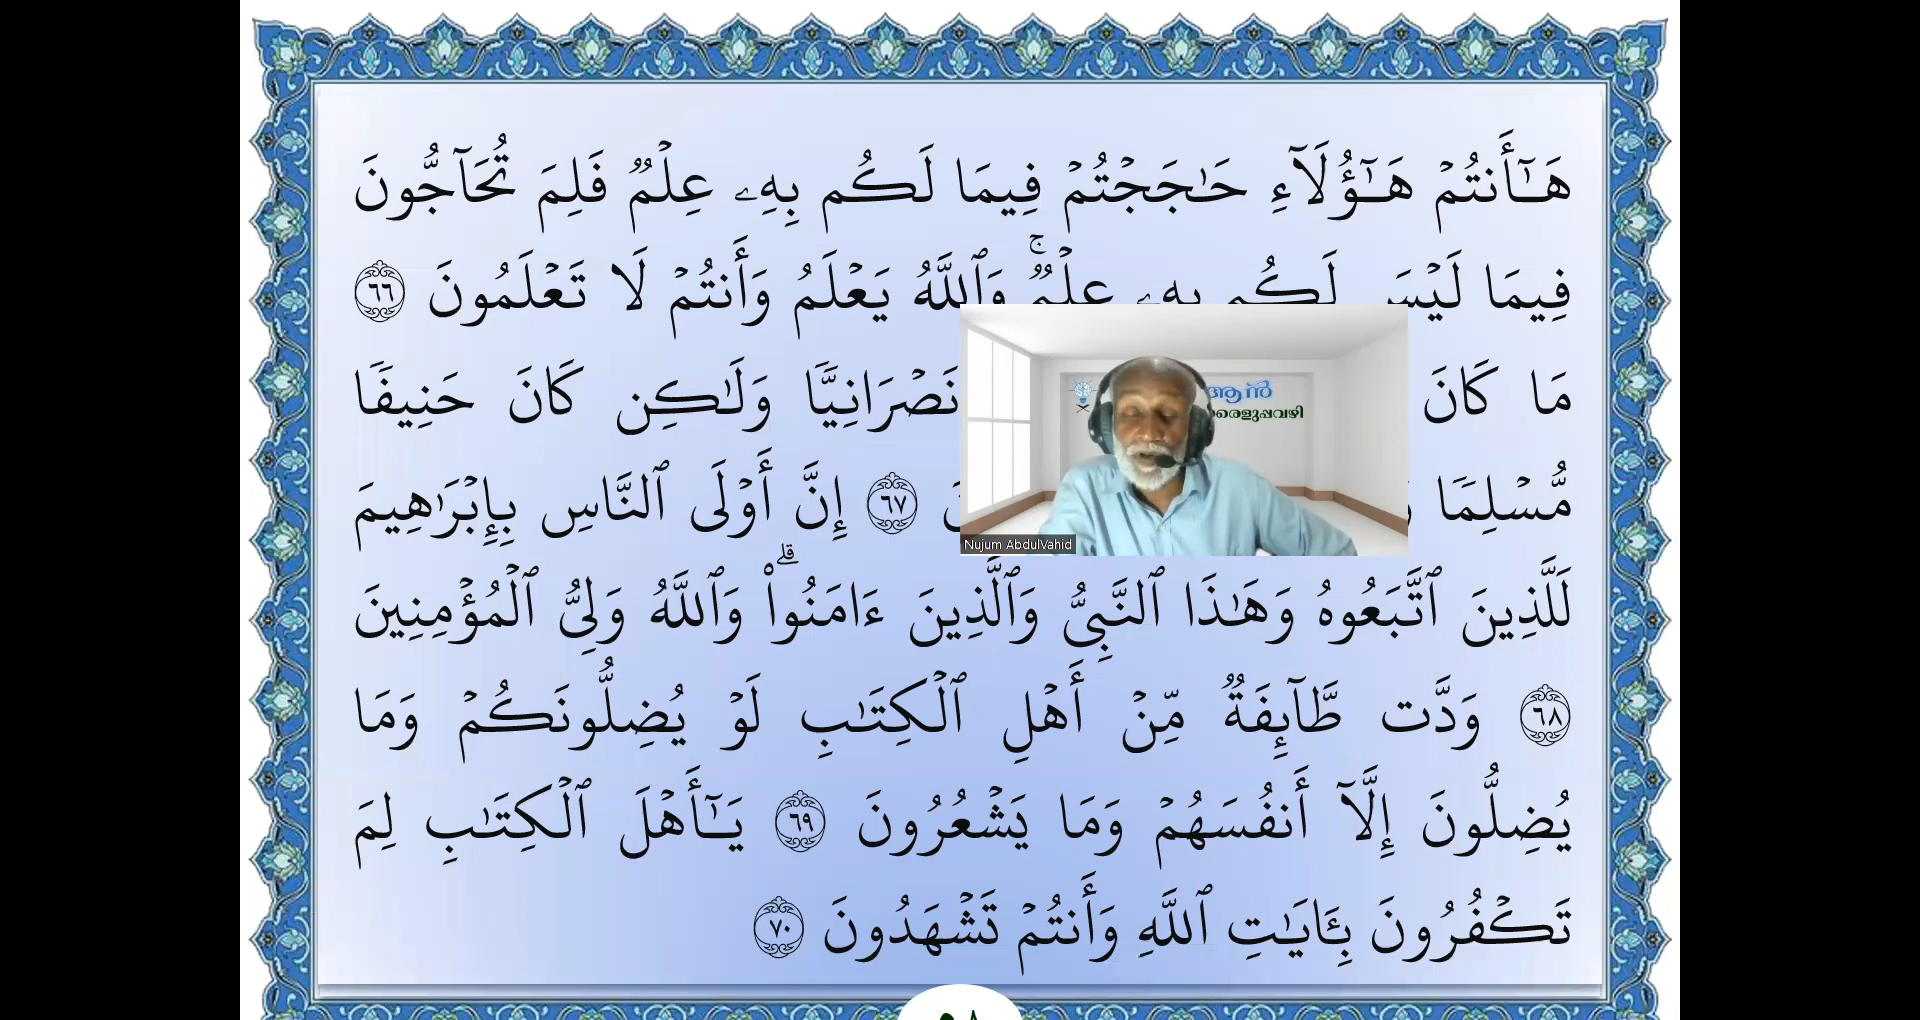 هَـٰٓأَنتُمْ هَـٰٓؤُلَآءِ حَـٰجَجْتُمْ فِيمَا لَكُم بِهِۦ عِلْمٌ فَلِمَ تُحَآجُّونَ
فِيمَا لَيْسَ لَكُم بِهِۦ عِلْمٌ ۚ وَٱللَّهُ يَعْلَمُ وَأَنتُمْ لَا تَعْلَمُونَ ٦٦
مَا كَانَ نَصْرَانِيًّا وَلَـٰكِن كَانَ حَنِيفًا
مُّسْلِمًا ٦٧ إِنَّ أَوْلَى ٱلنَّاسِ بِإِبْرَٰهِيمَ
لَلَّذِينَ ٱتَّبَعُوهُ وَهَـٰذَا ٱلنَّبِىُّ وَٱلَّذِينَ ءَامَنُوا۟ ۗ وَٱللَّهُ وَلِىُّ ٱلْمُؤْمِنِينَ
٦٨ وَدَّت طَّآئِفَةٌ مِّنْ أَهْلِ ٱلْكِتَـٰبِ لَوْ يُضِلُّونَكُمْ وَمَا
يُضِلُّونَ إِلَّآ أَنفُسَهُمْ وَمَا يَشْعُرُونَ ٦٩ يَـٰٓأَهْلَ ٱلْكِتَـٰبِ لِمَ
تَكْفُرُونَ بِـَٔايَـٰتِ ٱللَّهِ وَأَنتُمْ تَشْهَدُونَ ٧٠
Nujum AbdulVahid